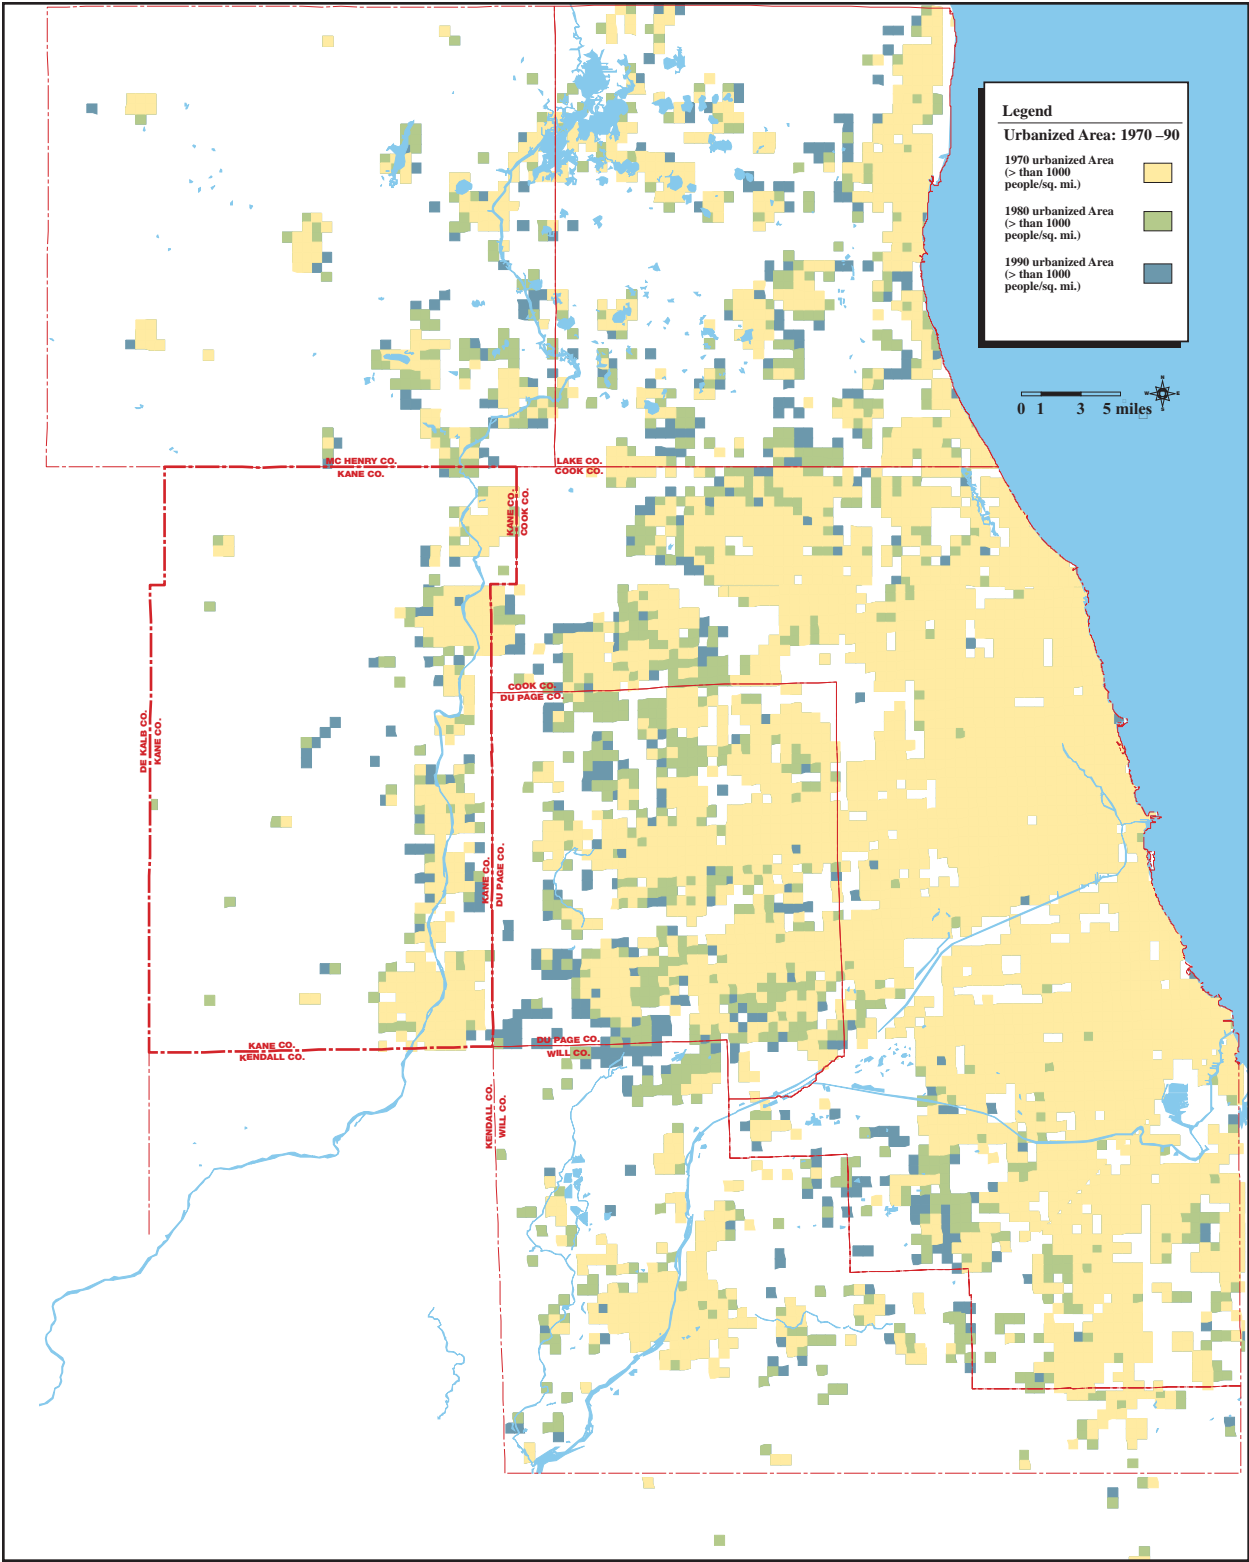 Legend
Urbanized Area: 1970 –90
1970 urbanized Area
(> than 1000
people/sq. mi.)
1980 urbanized Area
(> than 1000
people/sq. mi.)
1990 urbanized Area
(> than 1000
people/sq. mi.)
N
W E
S
0 1 3 5 miles
MC HENRY CO.
KANE CO.
LAKE CO.
COOK CO.
KANE CO.
COOK CO.
COOK CO.
DU PAGE CO.
DE KALB CO.
KANE CO.
KANE CO.
DU PAGE CO.
KANE CO.
KENDALL CO.
DU PAGE CO.
WILL CO.
KENDALL CO.
WILL CO.